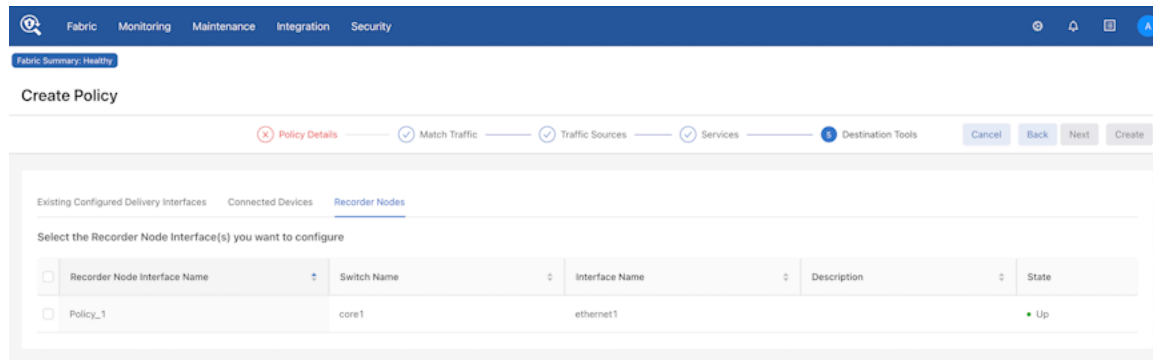 Fabric Monitoring Maintenance Integration Security A
Fabric Summary: Healthy
Create Policy
Policy Details Match Traffic Traffic Sources Services 5 Destination Tools Cancel Back Next Create
Existing Configured Delivery Interfaces Connected Devices Recorder Nodes
Select the Recorder Node Interface(s) you want to configure
Recorder Node Interface Name Switch Name Interface Name Description State
Policy_1 core1 ethernet1 Up